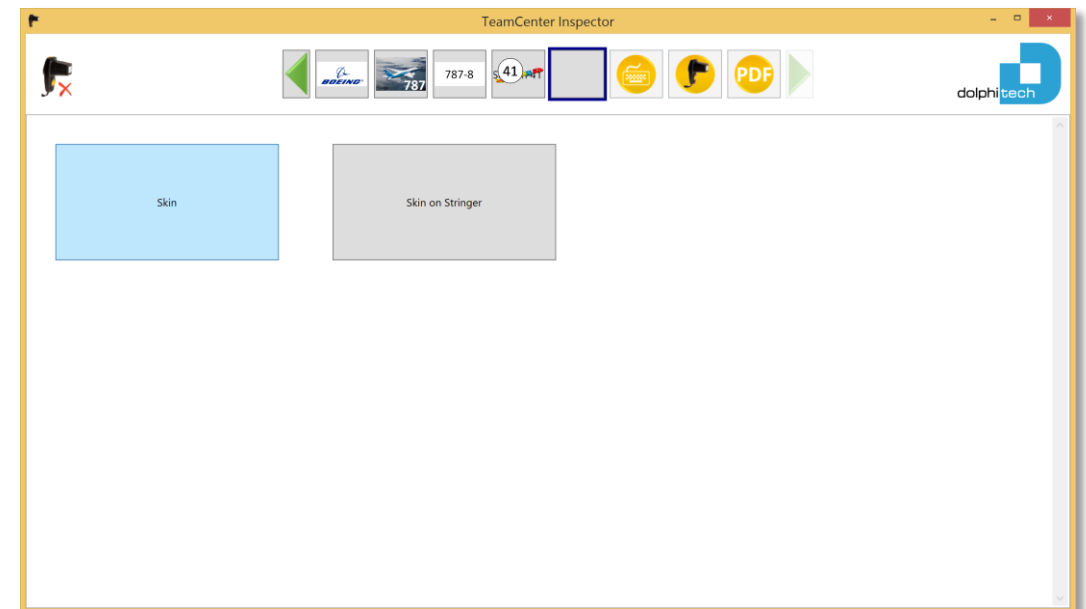 TeamCenter Inspector
BOEING
787
787-8
41
PDF
dolphitech
Skin
Skin on Stringer